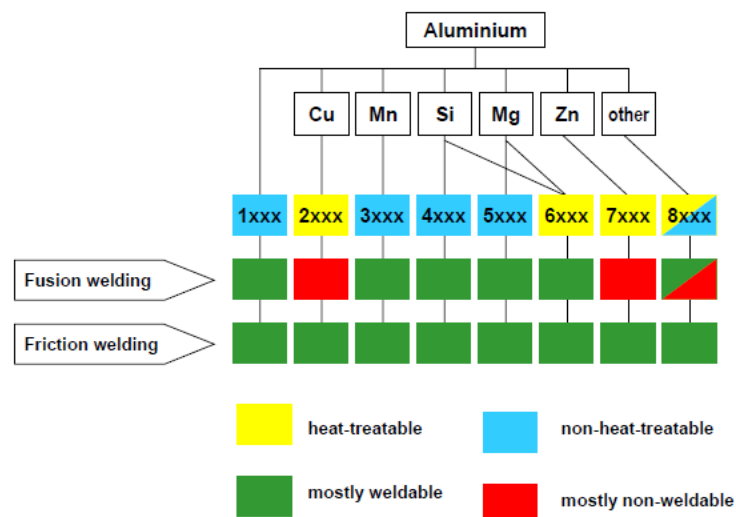 Aluminium
Cu Mn Si Mg Zn other
1xxx 2xxx 3xxx 4xxx 5xxx 6xxx 7xxx 8xxx
Fusion welding
Friction welding
heat-treatable non-heat-treatable
mostly weldable mostly non-weldable